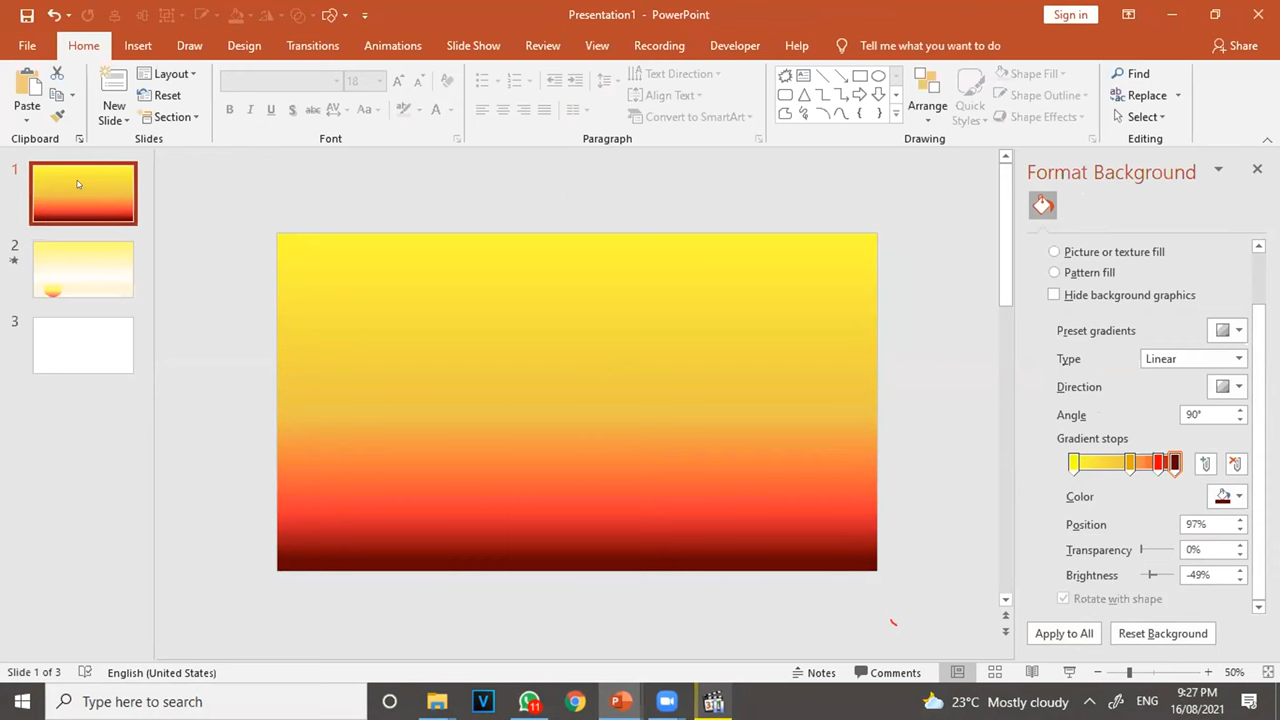 Presentation1 - PowerPoint
Sign in
File Home Insert Draw Design Transitions Animations Slide Show Review View Recording Developer Help Tell me what you want to do Share
Paste
New Slide
Layout
Reset
Section
18
Aa
Text Direction
Align Text
Convert to SmartArt
Arrange
Quick Styles
Shape Fill
Shape Outline
Shape Effects
Find
Replace
Select
Clipboard Slides Font Paragraph Drawing Editing
1
2
3
Format Background
Picture or texture fill
Pattern fill
Hide background graphics
Preset gradients
Type Linear
Direction
Angle 90°
Gradient stops
Color
Position 97%
Transparency 0%
Brightness -49%
Rotate with shape
Apply to All Reset Background
Slide 1 of 3 English (United States) Notes Comments 50%
Type here to search
11
23°C Mostly cloudy
ENG
9:27 PM
16/08/2021